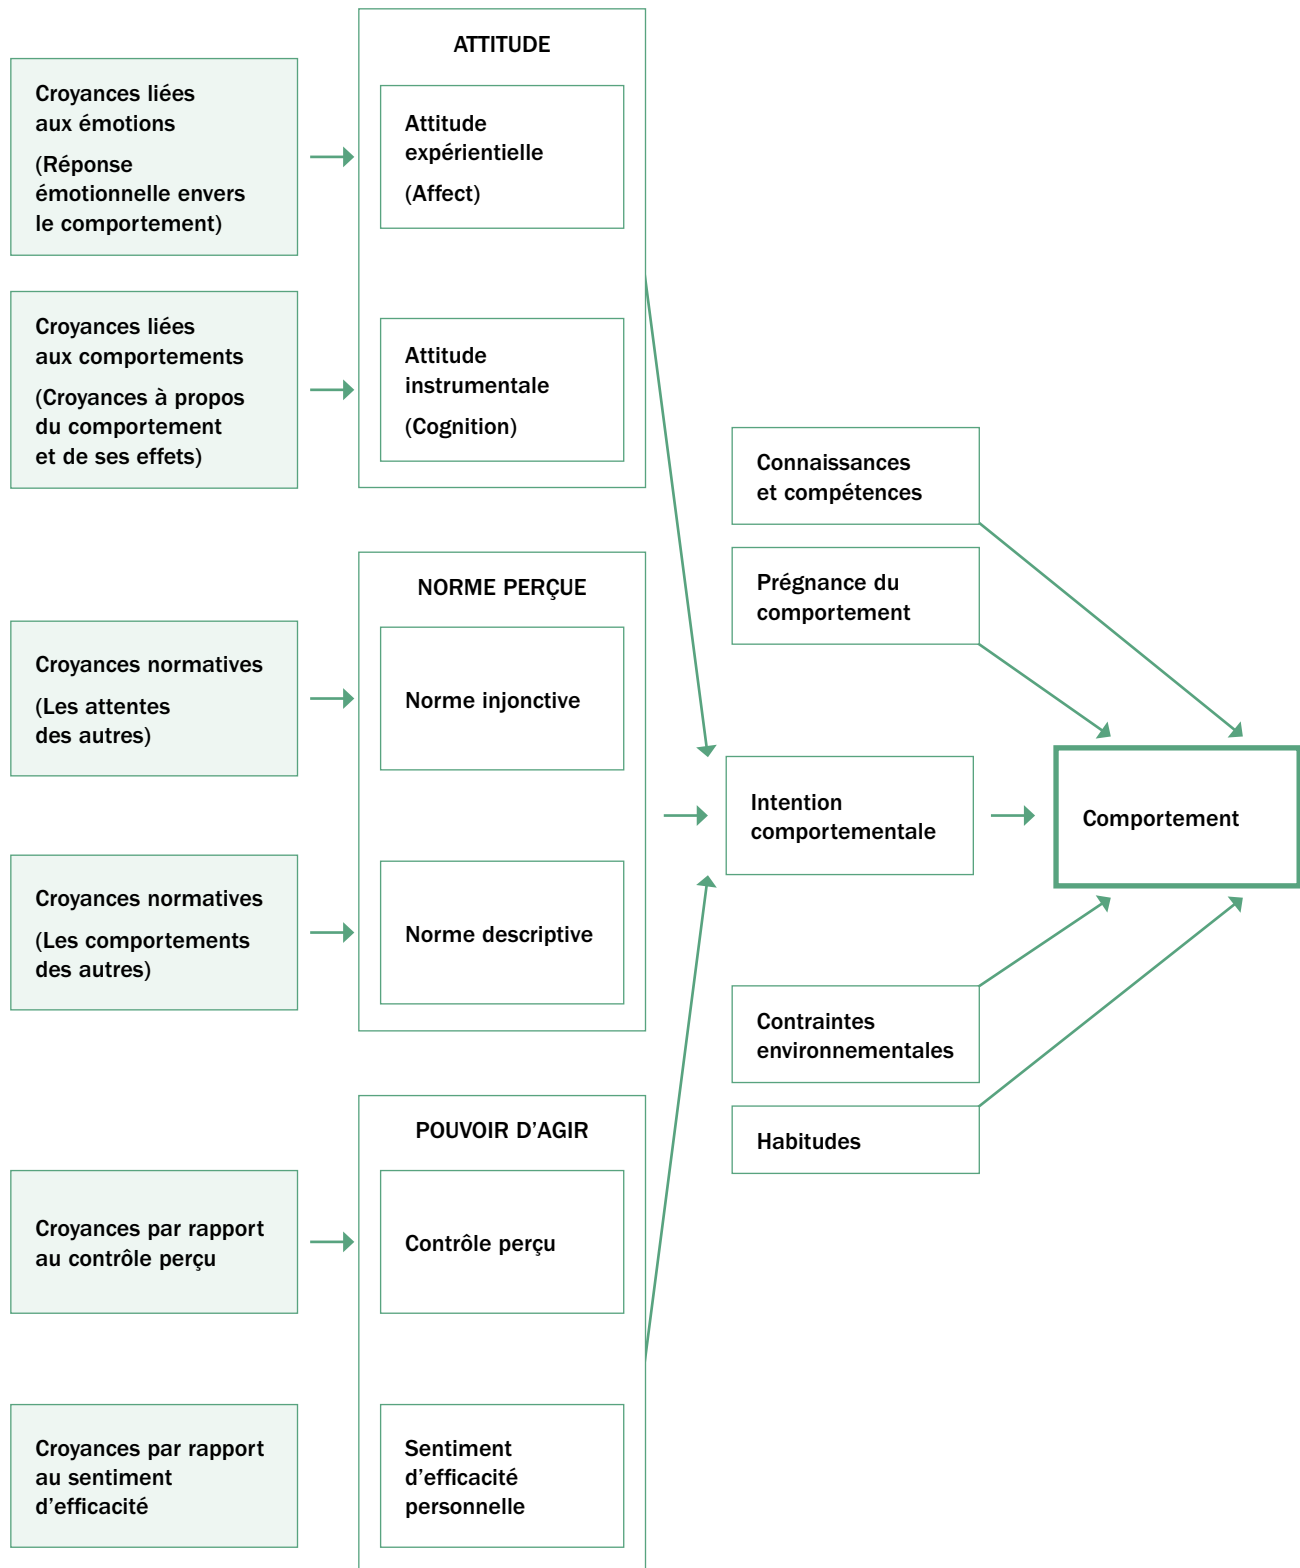 ATTITUDE
Croyances liées
aux émotions
(Réponse
émotionnelle envers
le comportement)
Attitude
expérientielle
(Affect)
Croyances liées
aux comportements
(Croyances à propos
du comportement
et de ses effets)
Attitude
instrumentale
(Cognition)
NORME PERÇUE
Croyances normatives
(Les attentes
des autres)
Norme injonctive
Croyances normatives
(Les comportements
des autres)
Norme descriptive
POUVOIR D’AGIR
Croyances par rapport
au contrôle perçu
Contrôle perçu
Croyances par rapport
au sentiment
d’efficacité
Sentiment
d’efficacité
personnelle
Connaissances
et compétences
Prégnance du
comportement
Intention
comportementale
Comportement
Contraintes
environnementales
Habitudes